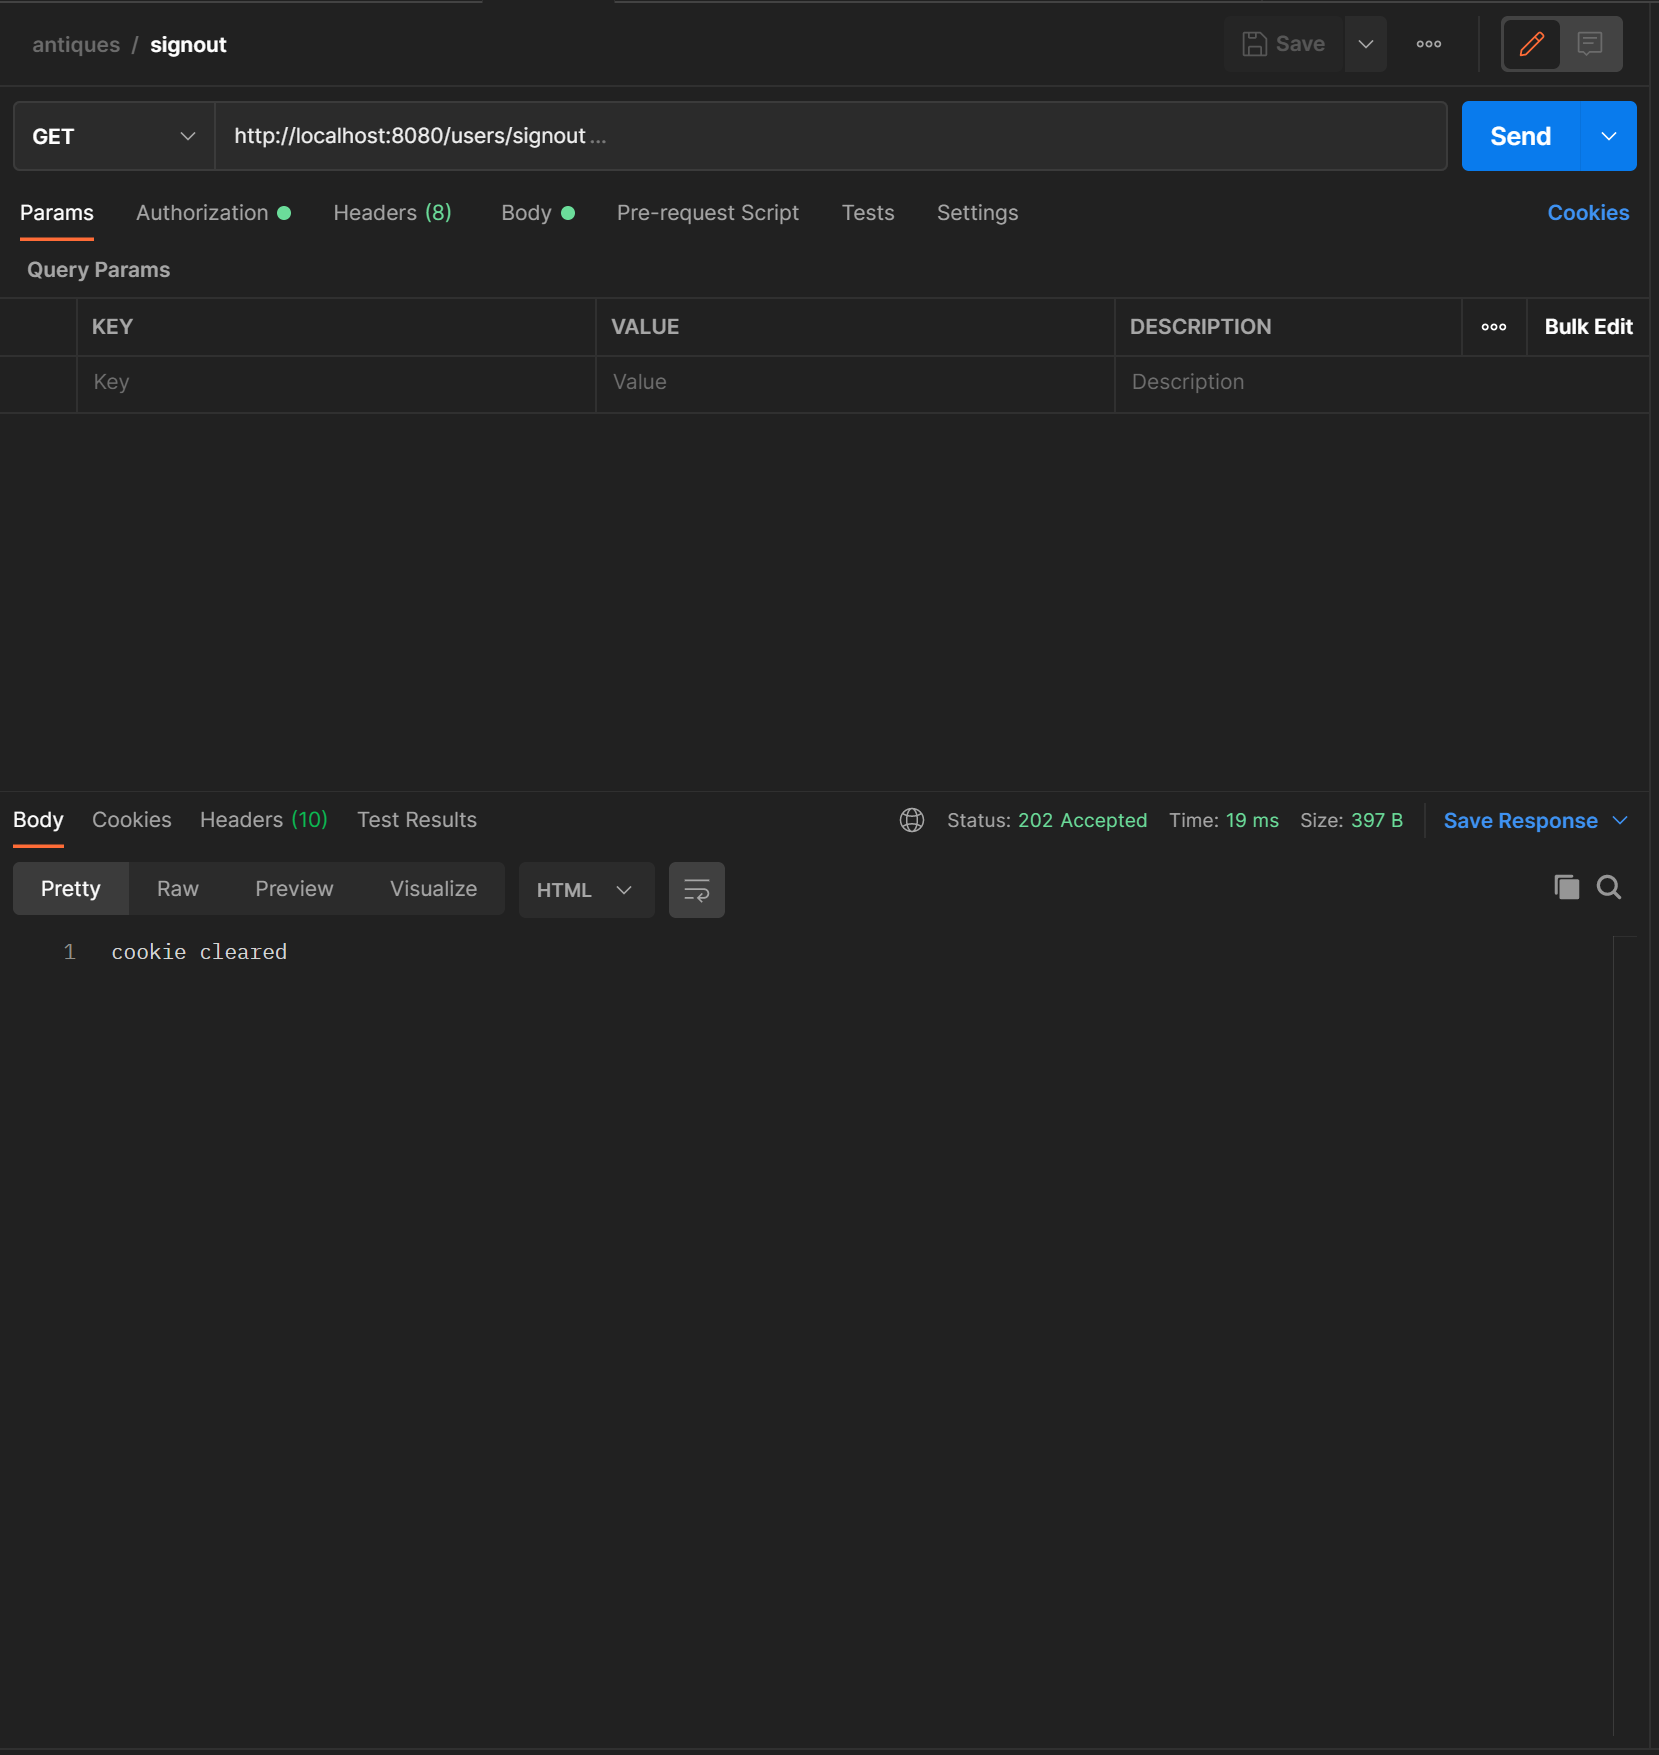 antiques / signout
Save
GET
http://localhost:8080/users/signout ...
Send
Params Authorization Headers (8) Body Pre-request Script Tests Settings Cookies
Query Params
KEY VALUE DESCRIPTION Bulk Edit
Key Value Description
Body Cookies Headers (10) Test Results Status: 202 Accepted Time: 19 ms Size: 397 B Save Response
Pretty Raw Preview Visualize HTML
1 cookie cleared